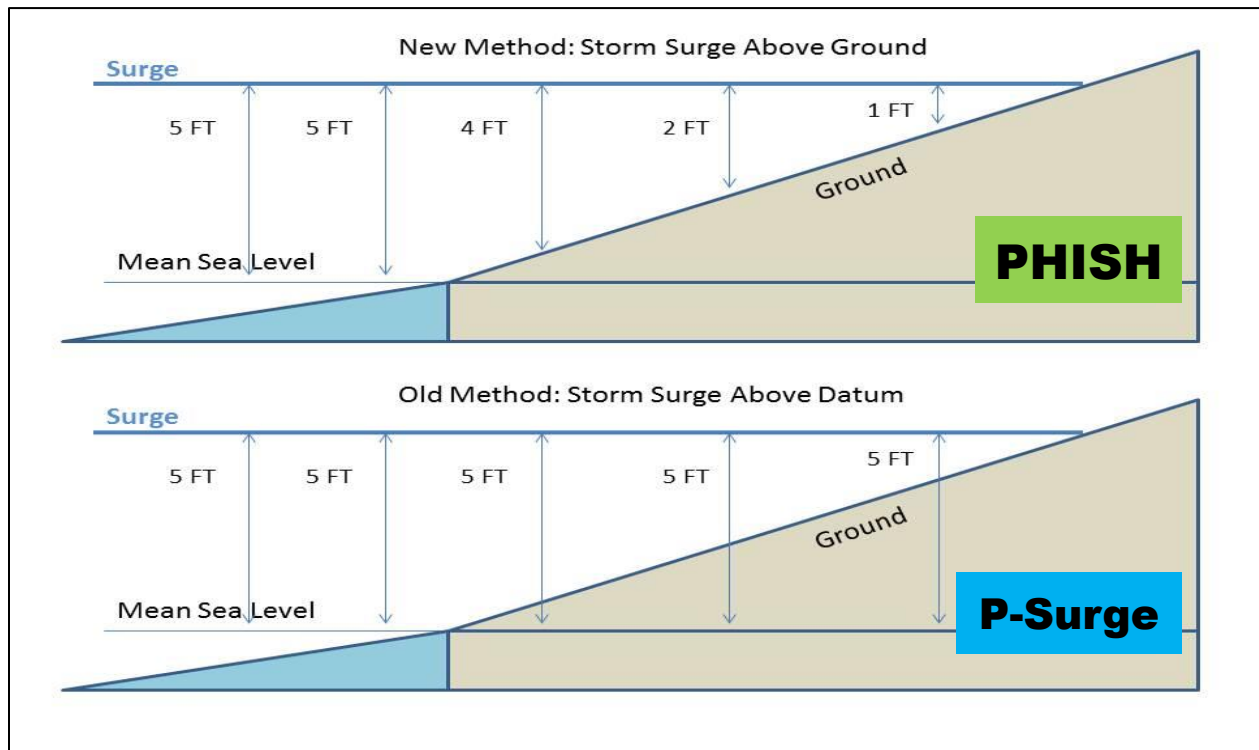 New Method: Storm Surge Above Ground
Surge
5 FT 5 FT 4 FT 2 FT 1 FT
Ground
Mean Sea Level
PHISH
Old Method: Storm Surge Above Datum
Surge
5 FT 5 FT 5 FT 5 FT 5 FT
Ground
Mean Sea Level
P-Surge